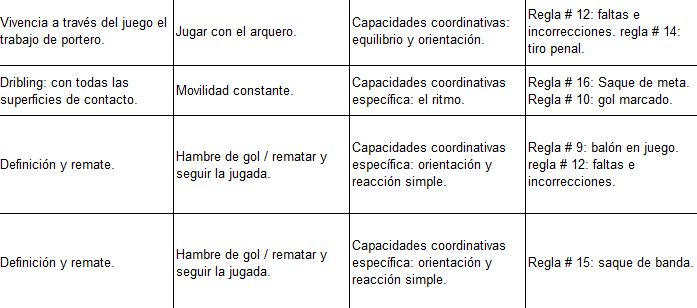 Vivencia a través del juego el
trabajo de portero.
Jugar con el arquero.
Capacidades coordinativas:
equilibrio y orientación.
Regla # 12: faltas e
incorrecciones. regla # 14:
tiro penal.
Dribling: con todas las
superficies de contacto.
Movilidad constante.
Capacidades coordinativas
específica: el ritmo.
Regla # 16: Saque de meta.
Regla # 10: gol marcado.
Definición y remate.
Hambre de gol / rematar y
seguir la jugada.
Capacidades coordinativas
específica: orientación y
reacción simple.
Regla # 9: balón en juego.
regla # 12: faltas e
incorrecciones.
Definición y remate.
Hambre de gol / rematar y
seguir la jugada.
Capacidades coordinativas
específica: orientación y
reacción simple.
Regla # 15: saque de banda.